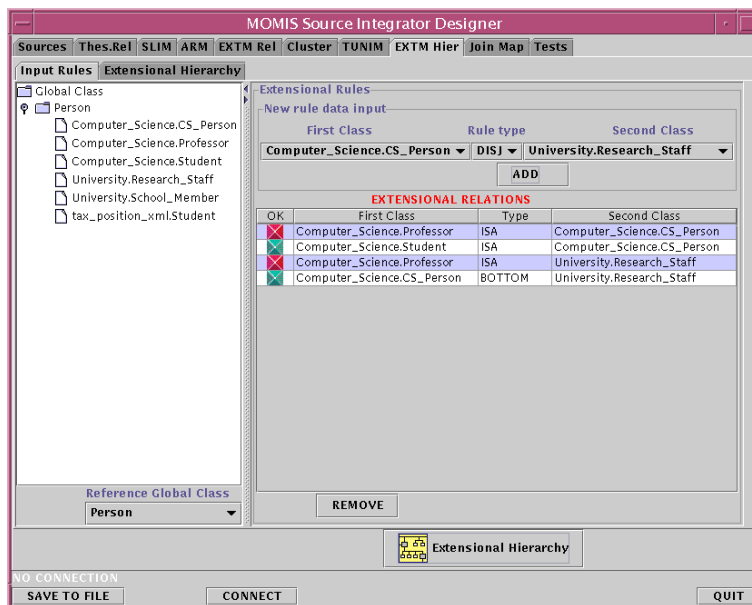 MOMIS Source Integrator Designer
Sources Thes.Rel SLIM ARM EXTM Rel Cluster TUNIM EXTM Hier Join Map Tests
Input Rules Extensional Hierarchy
Global Class
Person
Computer_Science.CS_Person
Computer_Science.Professor
Computer_Science.Student
University.Research_Staff
University.School_Member
tax_position_xml.Student
Reference Global Class
Person
Extensional Rules
New rule data input
First Class Rule type Second Class
Computer_Science.CS_Person DISJ University.Research_Staff
ADD
EXTENSIONAL RELATIONS
OK First Class Type Second Class
Computer_Science.Professor ISA Computer_Science.CS_Person
Computer_Science.Student ISA Computer_Science.CS_Person
Computer_Science.Professor ISA University.Research_Staff
Computer_Science.CS_Person BOTTOM University.Research_Staff
REMOVE
Extensional Hierarchy
NO CONNECTION
SAVE TO FILE CONNECT QUIT